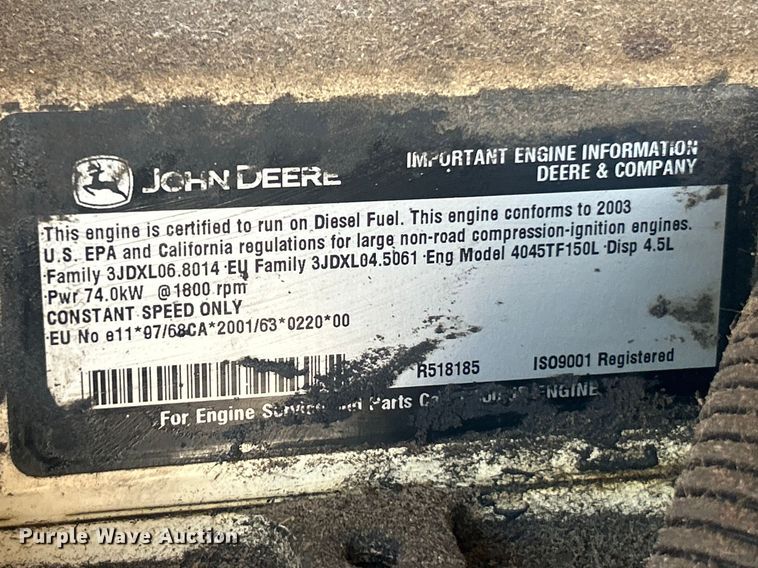 JOHN DEERE
IMPORTANT ENGINE INFORMATION
DEERE & COMPANY
This engine is certified to run on Diesel Fuel. This engine conforms to 2003
U.S. EPA and California regulations for large non-road compression-ignition engines.
Family 3JDXL06.8014 · EU Family 3JDXL04.5061 · Eng Model 4045TF150L · Disp 4.5L
·Pwr 74.0kW @1800 rpm
CONSTANT SPEED ONLY
·EU No e11*97/68CA*2001/63*0220*00
R518185 ISO9001 Registered
For Engine Parts ENGINE
Purple Wave Auction